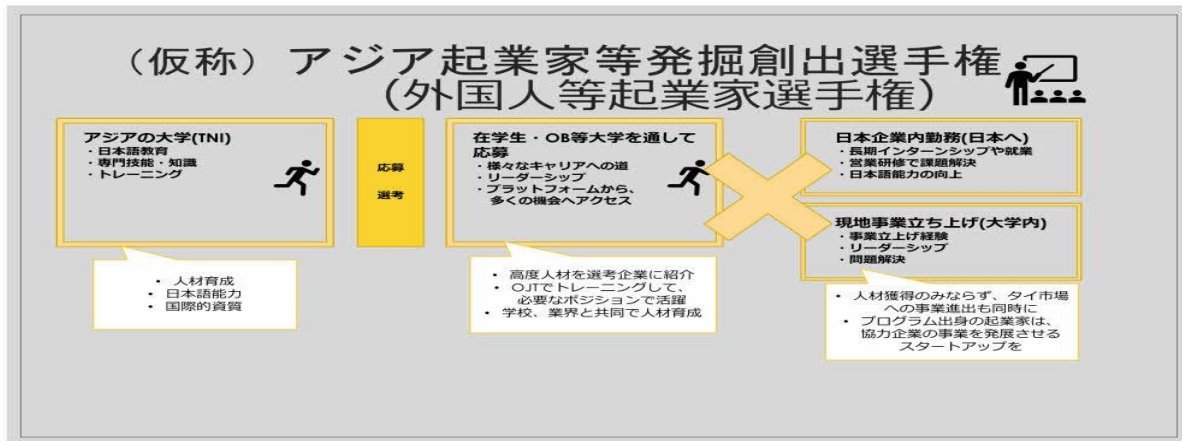 （仮称）アジア起業家等発掘創出選手権
（外国人等起業家選手権）
アジアの大学(TNI)
・日本語教育
・専門技能・知識
・トレーニング
・人材育成
・日本語能力
・国際的資質
応募
選考
在学生・OB等大学を通して
応募
・様々なキャリアへの道
・リーダーシップ
・プラットフォームから、
多くの機会へアクセス
・高度人材を選考企業に紹介
・OJTでトレーニングして、
必要なポジションで活躍
・学校、業界と共同で人材育成
日本企業内勤務(日本へ)
・長期インターンシップや就業
・営業研修で課題解決
・日本語能力の向上
現地事業立ち上げ(大学内)
・事業立上げ経験
・リーダーシップ
・問題解決
・人材獲得のみならず、タイ市場
への事業進出も同時に
・プログラム出身の起業家は、
協力企業の事業を発展させる
スタートアップを